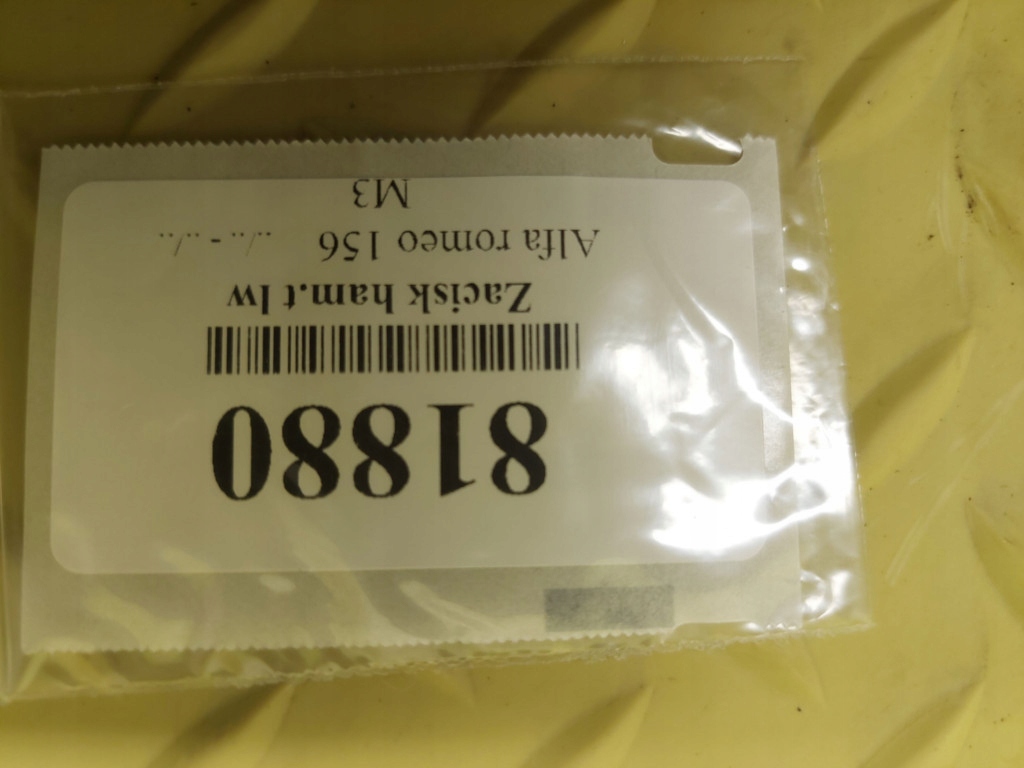 81880
Zacisk ham.t lw
Alfa romeo 156 ../.. - ../..
M3